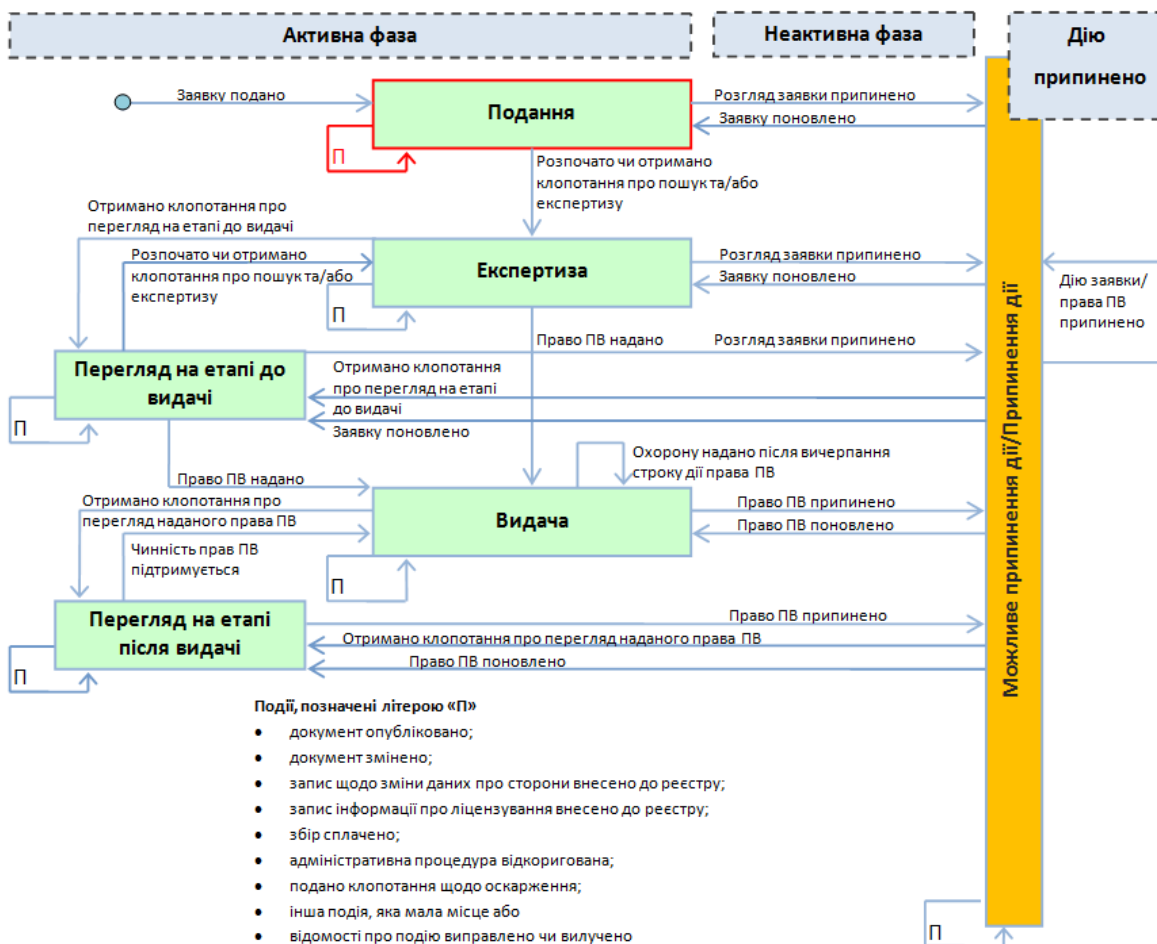 Активна фаза
Неактивна фаза
Дію
припинено
Заявку подано
Подання
П
Розгляд заявки припинено
Заявку поновлено
Розпочато чи отримано
клопотання про пошук та/або
експертизу
Отримано клопотання про
перегляд на етапі до видачі
Розпочато чи отримано
клопотання про пошук та/або
експертизу
Експертиза
П
Розгляд заявки припинено
Заявку поновлено
Дію заявки/
права ПВ
припинено
Можливе припинення дії/Припинення дії
Право ПВ надано
Розгляд заявки припинено
Перегляд на етапі до
видачі
П
Отримано клопотання
про перегляд на етапі
до видачі
Заявку поновлено
Право ПВ надано
Охорону надано після вичерпання
строку дії права ПВ
Отримано клопотання про
перегляд наданого права ПВ
Видача
П
Право ПВ припинено
Право ПВ поновлено
Чинність прав ПВ
підтримується
Перегляд на етапі
після видачі
П
Право ПВ припинено
Отримано клопотання про перегляд наданого права ПВ
Право ПВ поновлено
Події, позначені літерою «П»
• документ опубліковано;
• документ змінено;
• запис щодо зміни даних про сторони внесено до реєстру;
• запис інформації про ліцензування внесено до реєстру;
• збір сплачено;
• адміністративна процедура відкоригована;
• подано клопотання щодо оскарження;
• інша подія, яка мала місце або
• відомості про подію виправлено чи вилучено
П